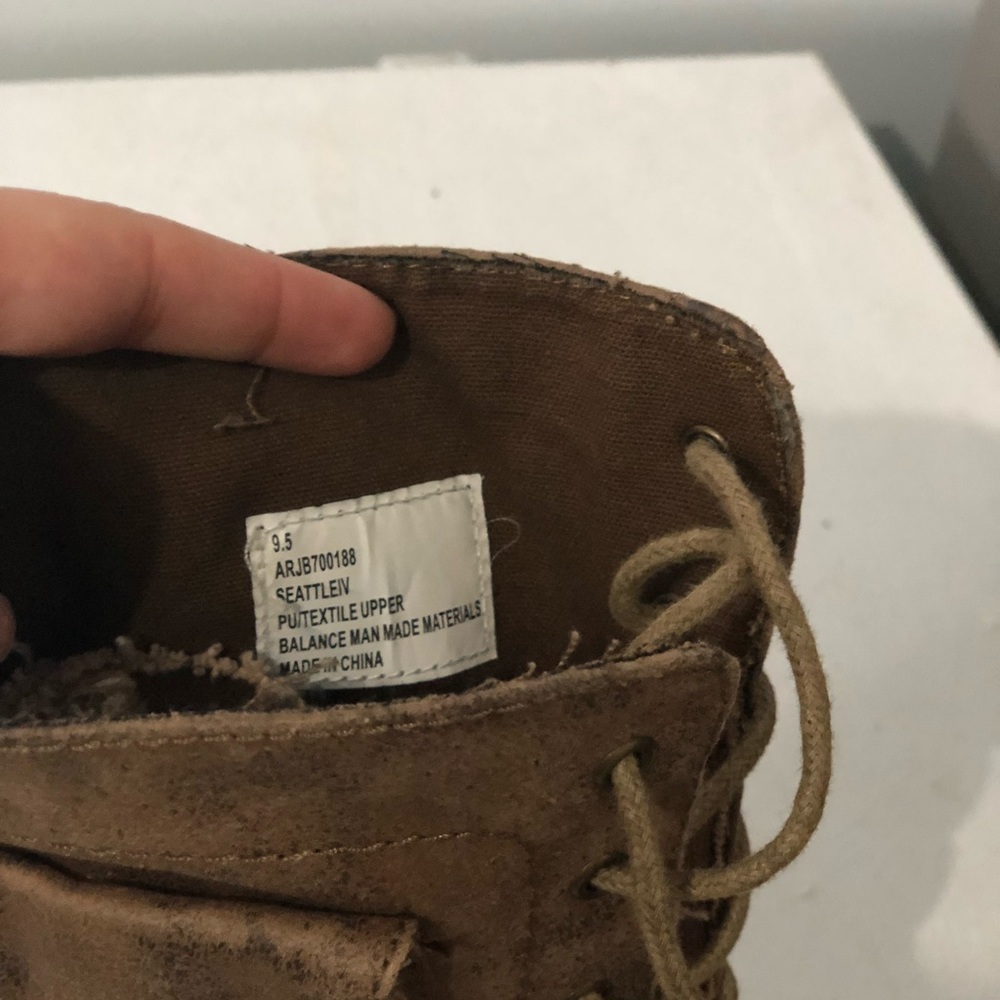 9.5
ARJB700188
SEATTLEIV
PU/TEXTILE UPPER
BALANCE MAN MADE MATERIALS
MADE IN CHINA